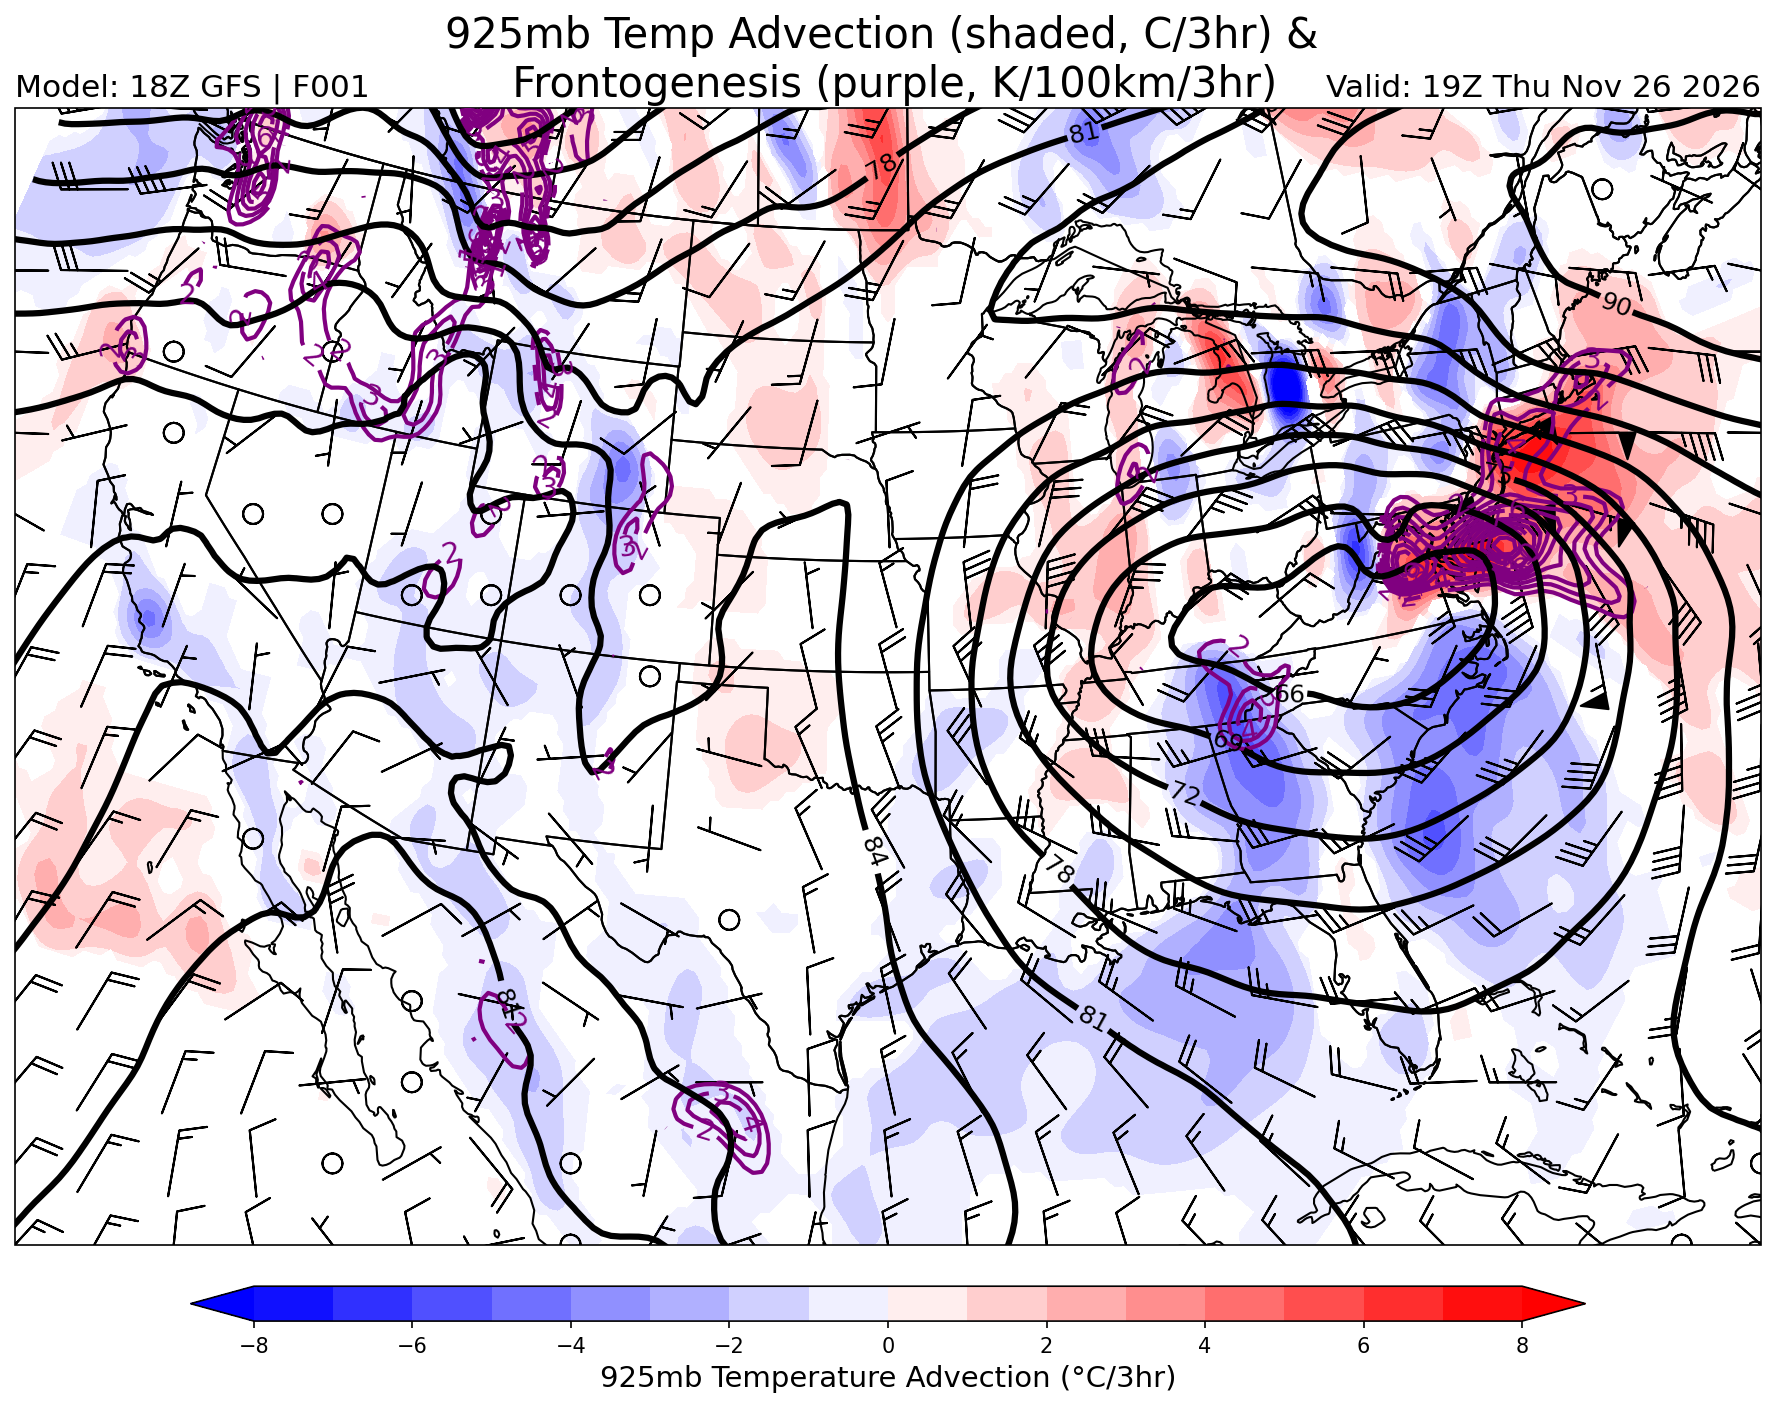 925mb Temp Advection (shaded, C/3hr) &
Frontogenesis (purple, K/100km/3hr)
Model: 18Z GFS | F001
Valid: 19Z Thu Nov 26 2026
81
78
90
75
66
69
72
84
78
81
84
−8 −6 −4 −2 0 2 4 6 8
925mb Temperature Advection (°C/3hr)